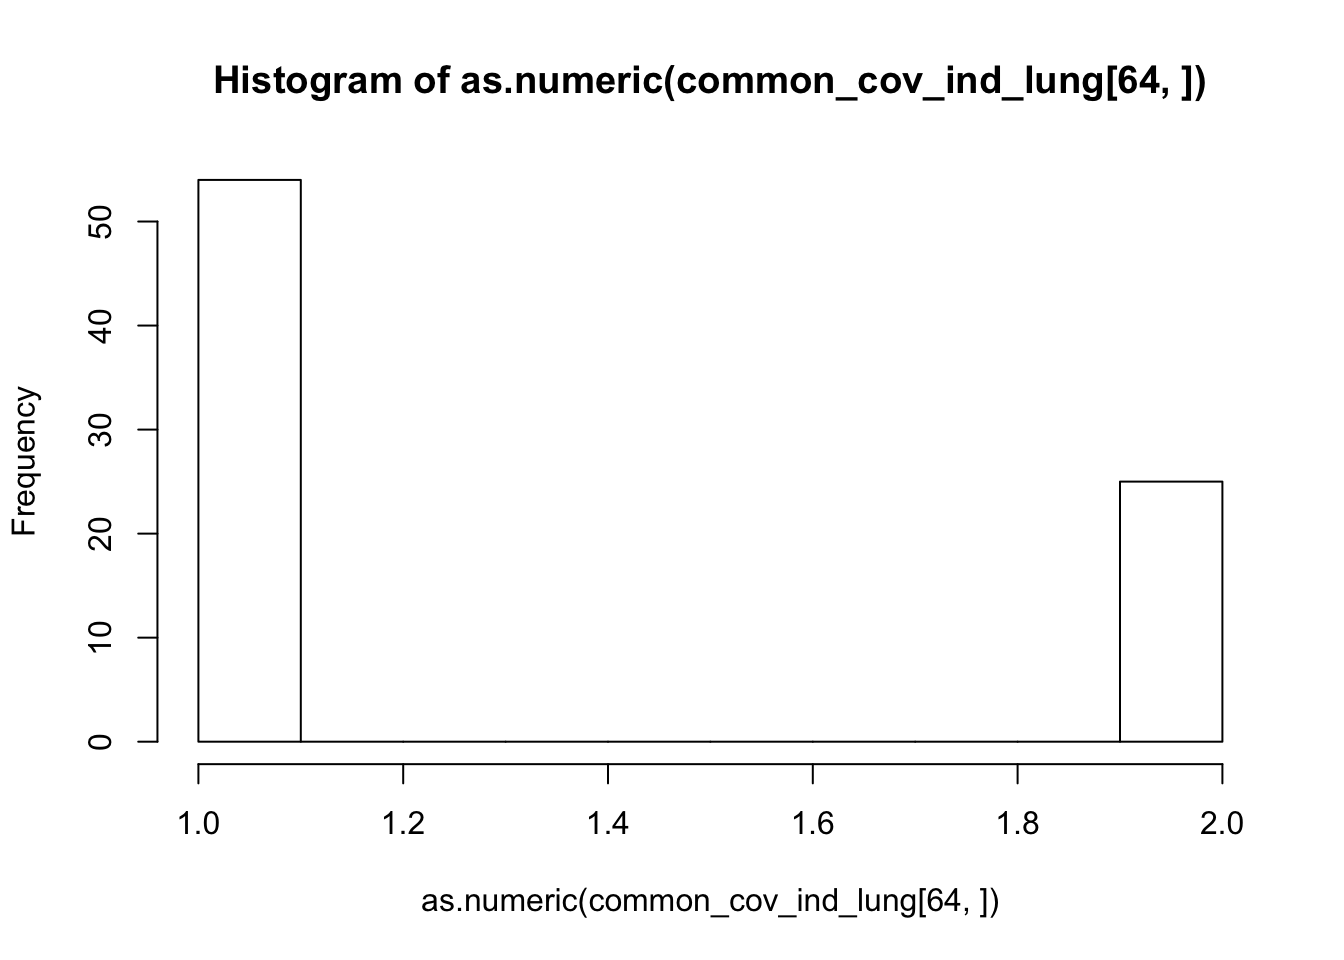 Histogram of as.numeric(common_cov_ind_lung[64, ])
Frequency
50
40
30
20
10
0
1.0 1.2 1.4 1.6 1.8 2.0
as.numeric(common_cov_ind_lung[64, ])